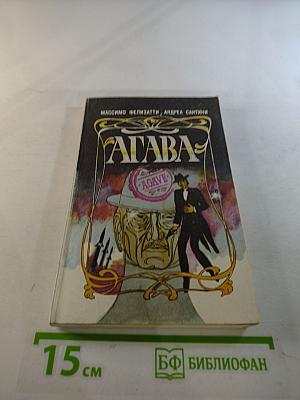 МАССИМО ФЕЛИЗАТТИ, АНДРЕА САНТИНИ
АГАВА
AGAVE
15 см
БФ БИБЛИОФАН